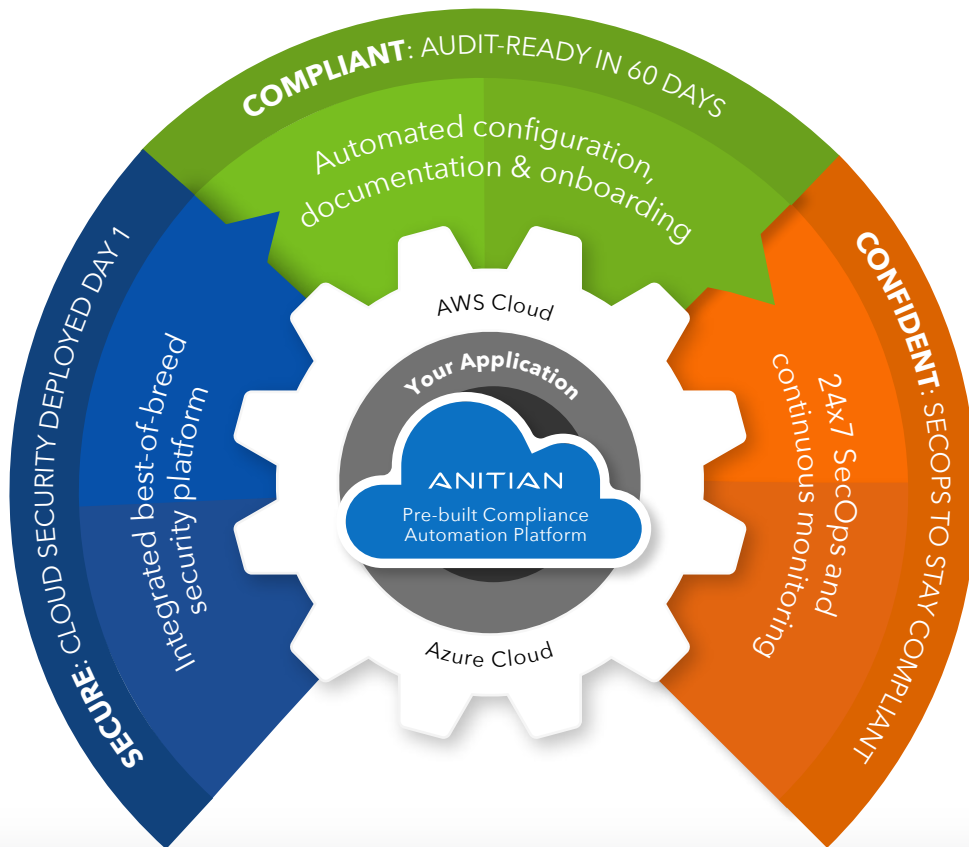 SECURE: CLOUD SECURITY DEPLOYED DAY 1
Integrated best-of-breed
security platform
COMPLIANT: AUDIT-READY IN 60 DAYS
Automated configuration,
documentation & onboarding
CONFIDENT: SECOPS TO STAY COMPLIANT
24x7 SecOps and
continuous monitoring
AWS Cloud
Your Application
ANITIAN
Pre-built Compliance
Automation Platform
Azure Cloud